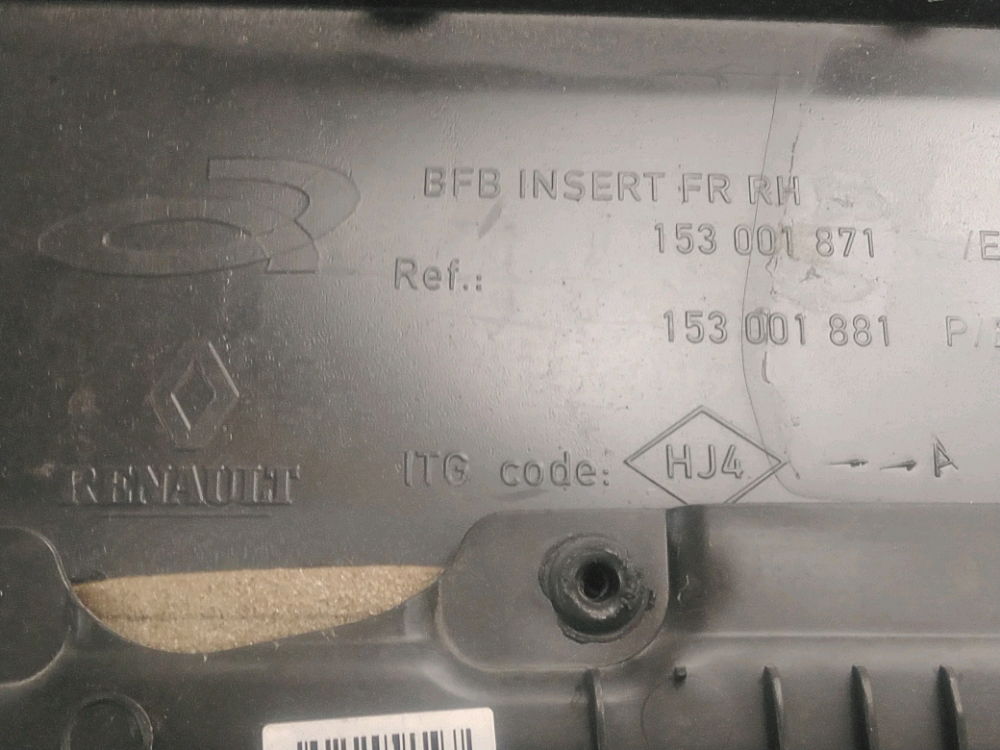 BFB INSERT FR RH
153 001 871 /E
Ref.:
153 001 881 P/
RENAULT
ITG code: HJ4